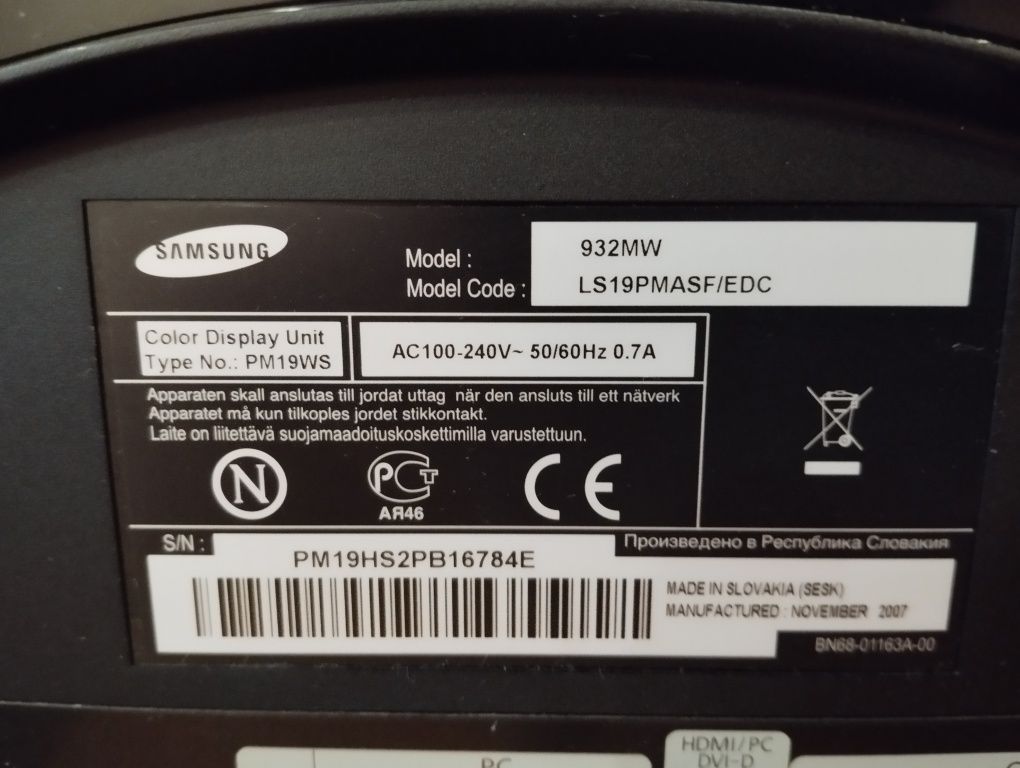 SAMSUNG
Model : 932MW
Model Code : LS19PMASF/EDC
Color Display Unit
Type No.: PM19WS
AC100-240V~ 50/60Hz 0.7A
Apparaten skall anslutas till jordat uttag när den ansluts till ett nätverk
Apparatet må kun tilkoples jordet stikkontakt.
Laite on liitettävä suojamaadoituskoskettimilla varustettuun.
N
РСТ
АЯ46
CE
S/N : PM19HS2PB16784E
Произведено в Республика Словакия
MADE IN SLOVAKIA (SESK)
MANUFACTURED : NOVEMBER 2007
BN68-01163A-00
PC
HDMI/PC
DVI-D